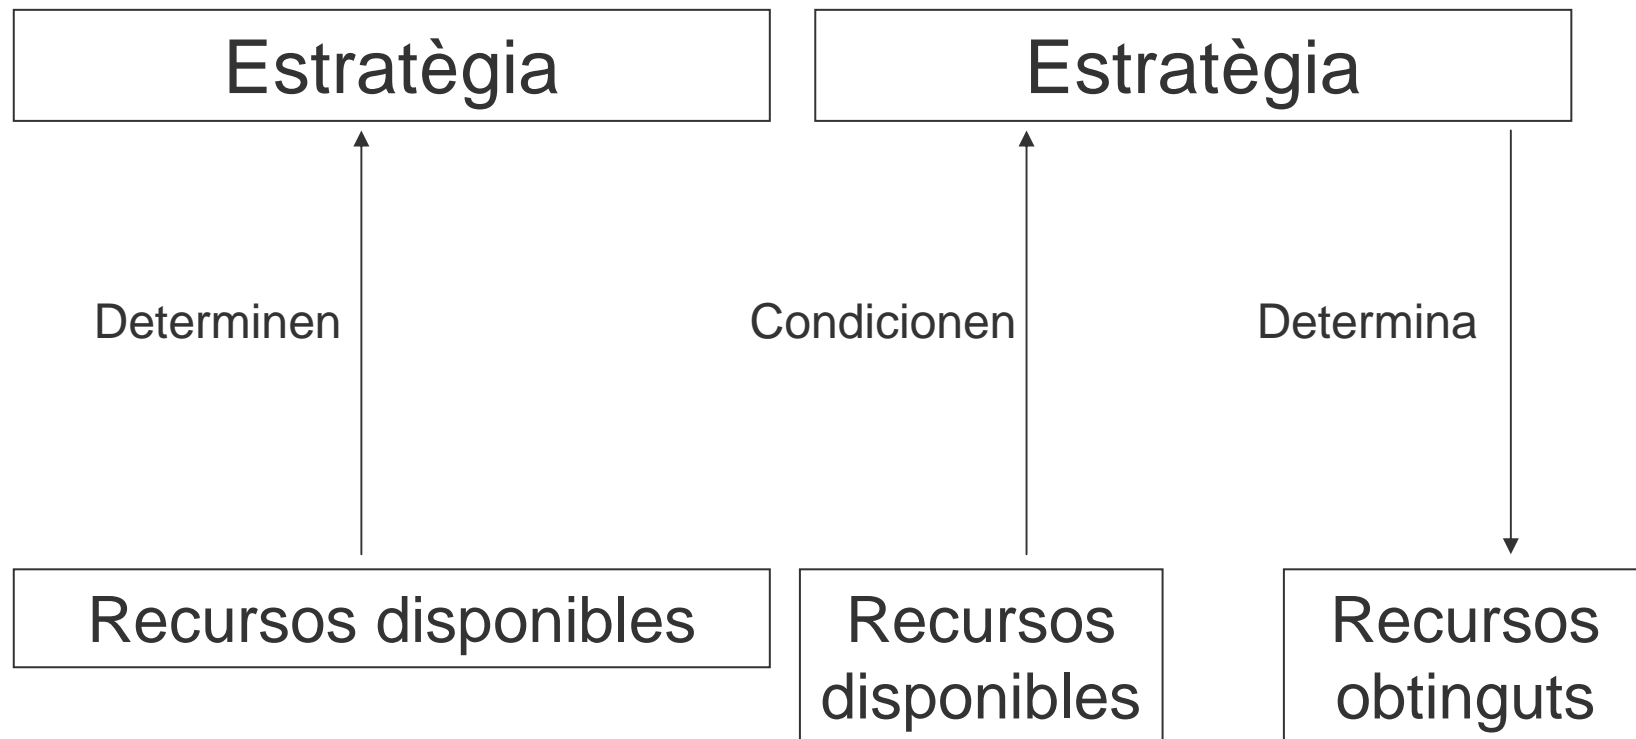 Estratègia
Estratègia
Determinen
Condicionen
Determina
Recursos disponibles
Recursos
disponibles
Recursos
obtinguts